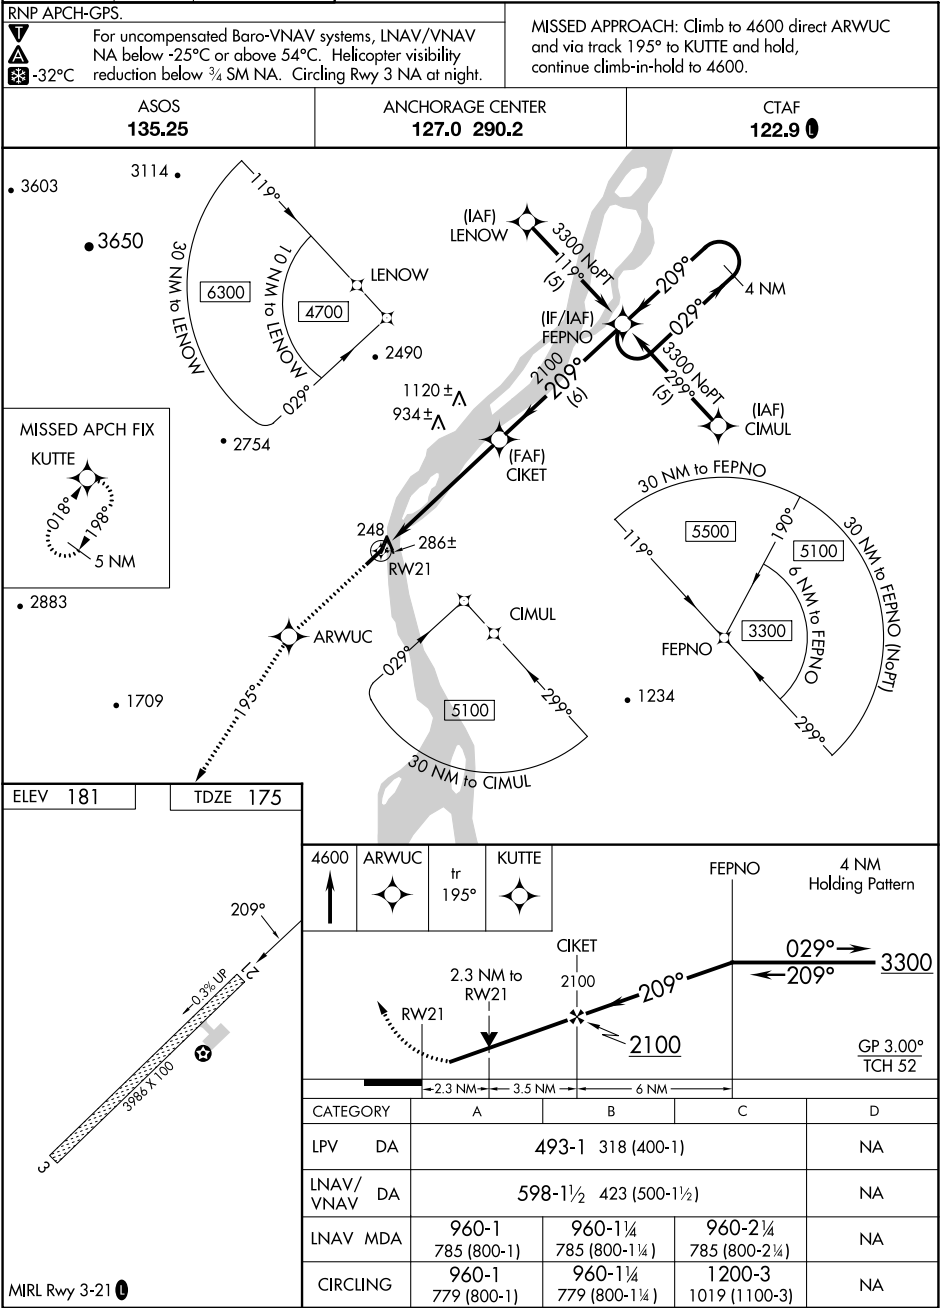 RNP APCH-GPS.
T
A
-32°C
For uncompensated Baro-VNAV systems, LNAV/VNAV
NA below -25°C or above 54°C. Helicopter visibility
reduction below ¾ SM NA. Circling Rwy 3 NA at night.
MISSED APPROACH: Climb to 4600 direct ARWUC
and via track 195° to KUTTE and hold,
continue climb-in-hold to 4600.
ASOS
135.25
ANCHORAGE CENTER
127.0 290.2
CTAF
122.9 L
3603
3114
3650
119°
30 NM to LENOW
6300
10 NM to LENOW
4700
LENOW
029°
2490
2754
(IAF)
LENOW
3300 NoPT
119°
(5)
209°
029°
4 NM
(IF/IAF)
FEPNO
2100
209°
(6)
3300 NoPT
299°
(5)
(IAF)
CIMUL
1120 ±
934 ±
(FAF)
CIKET
MISSED APCH FIX
KUTTE
018°
198°
5 NM
248
286±
RW21
30 NM to FEPNO
5500
119°
190°
5100
30 NM to FEPNO (NoPT)
6 NM to FEPNO
3300
FEPNO
299°
2883
ARWUC
195°
1709
CIMUL
029°
299°
5100
30 NM to CIMUL
1234
ELEV 181
TDZE 175
209°
21
0.3% UP
3986 X 100
3
MIRL Rwy 3-21 L
4600
ARWUC
tr
195°
KUTTE
FEPNO
4 NM
Holding Pattern
029°
209°
3300
CIKET
2100
209°
2.3 NM to
RW21
RW21
2100
GP 3.00°
TCH 52
2.3 NM
3.5 NM
6 NM
CATEGORY A B C D
LPV DA 493-1 318 (400-1) NA
LNAV/
VNAV DA 598-1½ 423 (500-1½) NA
LNAV MDA 960-1 960-1¼ 960-2¼ NA
785 (800-1) 785 (800-1¼) 785 (800-2¼)
CIRCLING 960-1 960-1¼ 1200-3 NA
779 (800-1) 779 (800-1¼) 1019 (1100-3)